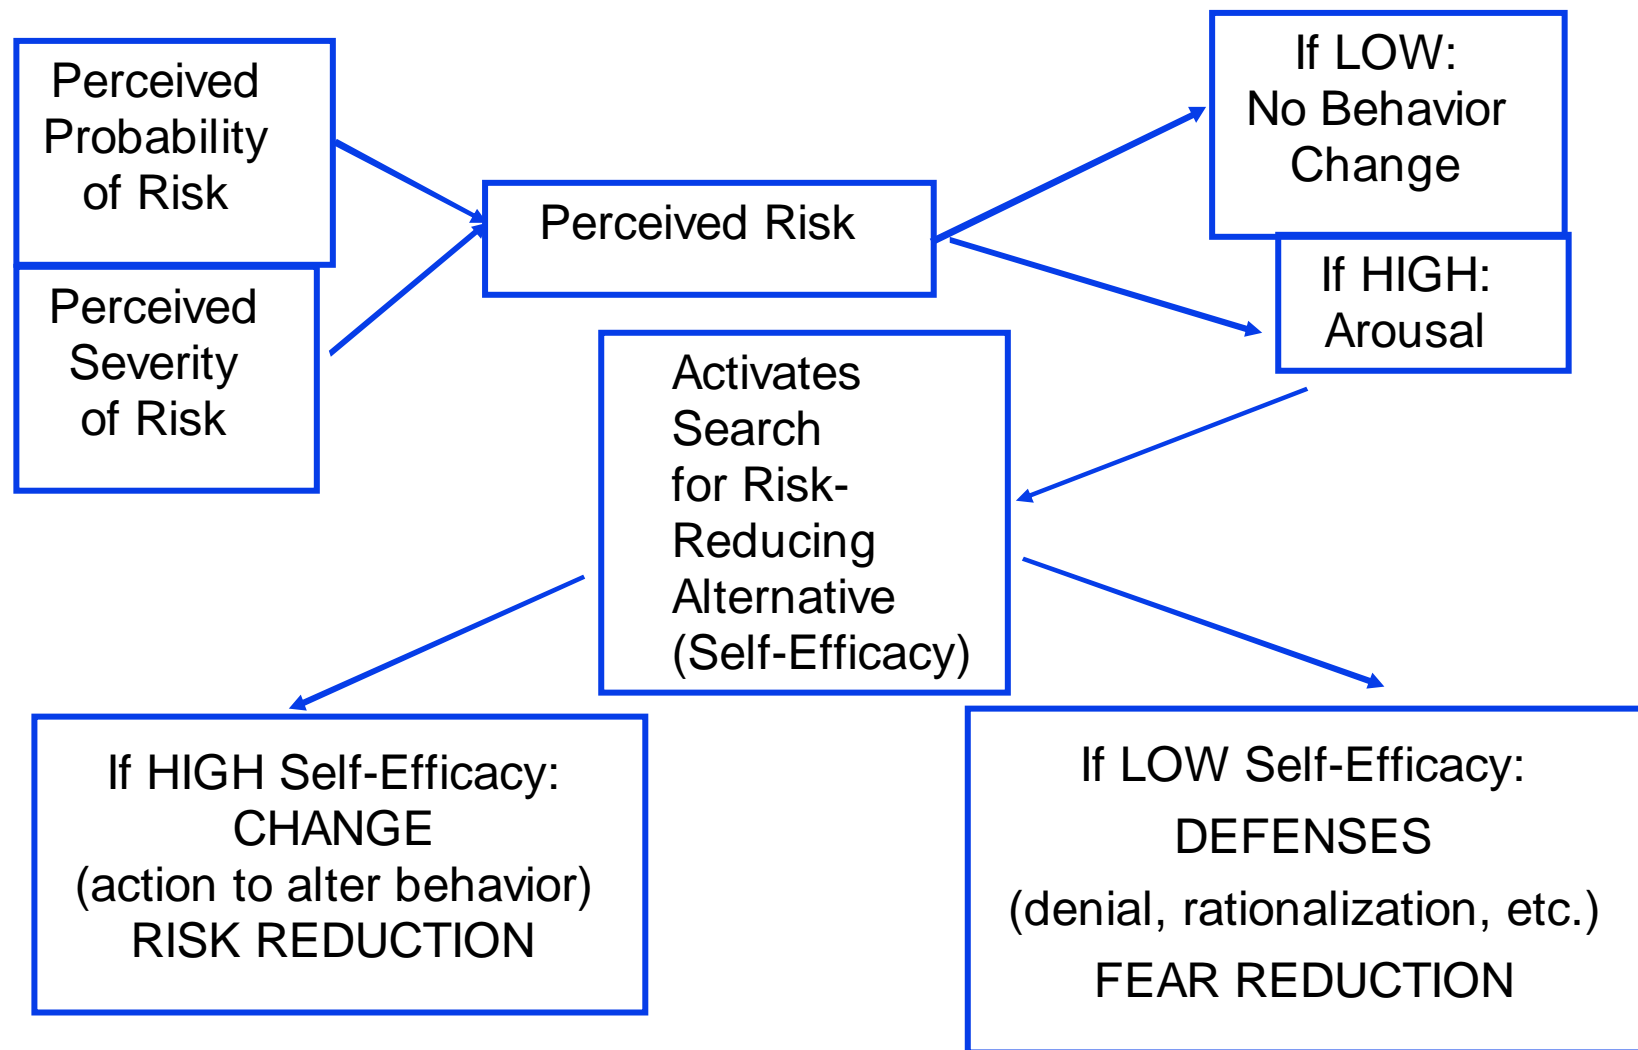 Perceived
Probability
of Risk
Perceived
Severity
of Risk
Perceived Risk
If LOW:
No Behavior
Change
If HIGH:
Arousal
Activates
Search
for Risk-
Reducing
Alternative
(Self-Efficacy)
If HIGH Self-Efficacy:
CHANGE
(action to alter behavior)
RISK REDUCTION
If LOW Self-Efficacy:
DEFENSES
(denial, rationalization, etc.)
FEAR REDUCTION